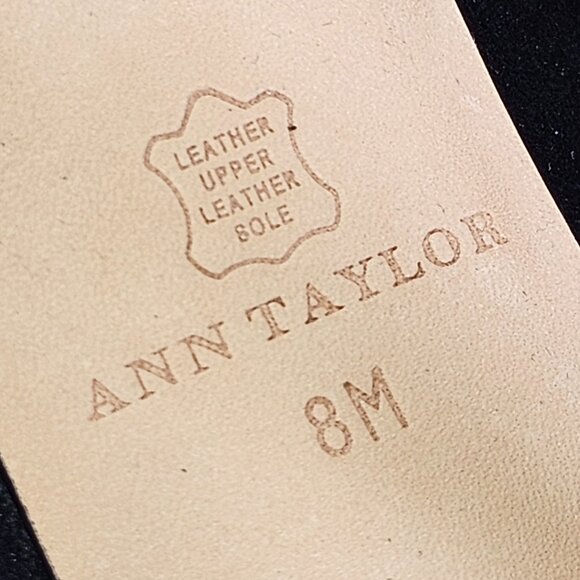 LEATHER
UPPER
LEATHER
SOLE
ANN TAYLOR
8M